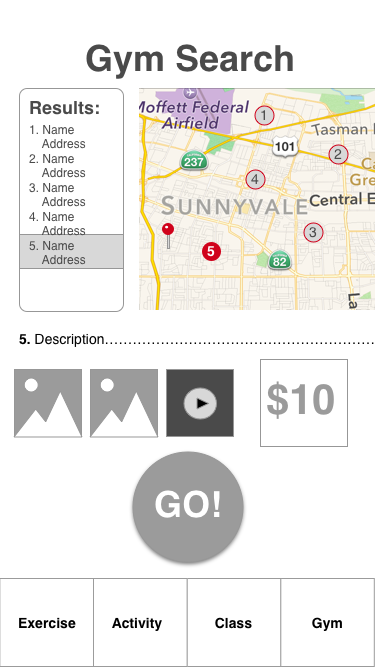 Gym Search
Results:
1. Name
Address
2. Name
Address
3. Name
Address
4. Name
Address
5. Name
Address
Moffett Federal
Airfield
1
Tasman
101
237
2
4
SUNNYVALE
Central E
3
5
82
La
5. Description..........................................................
$10
GO!
Exercise
Activity
Class
Gym